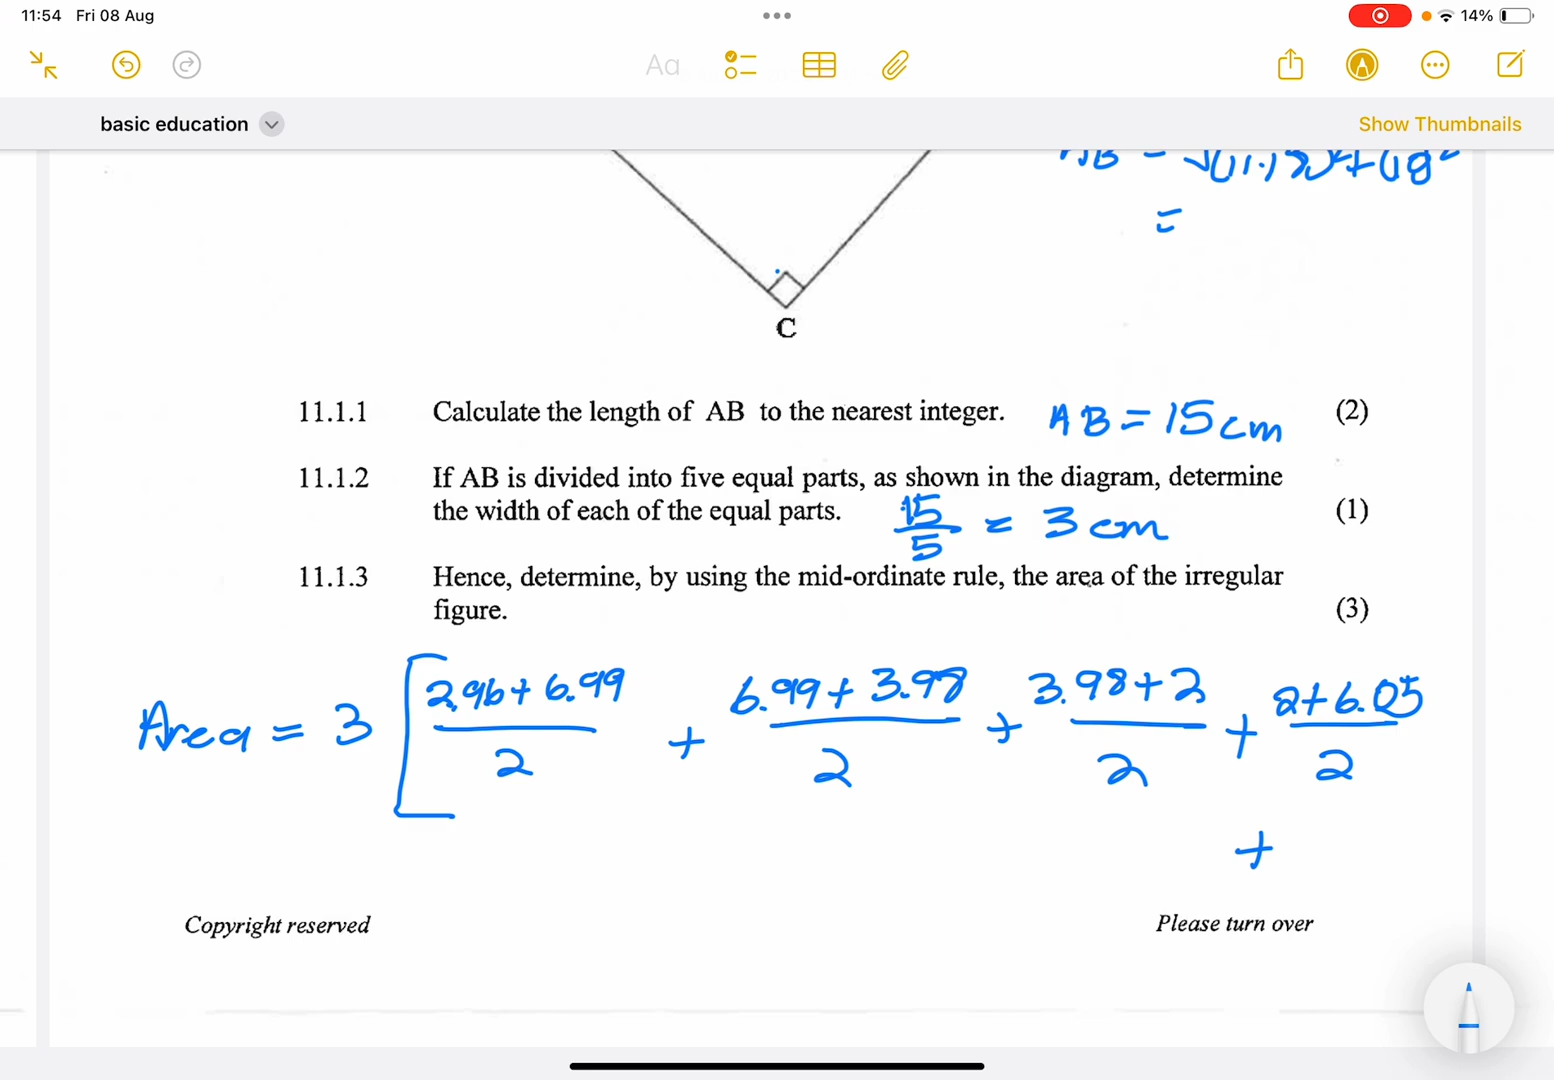 11:54 Fri 08 Aug
14%
Aa
basic education
Show Thumbnails
=
C
11.1.1 Calculate the length of AB to the nearest integer. AB = 15 cm (2)
11.1.2 If AB is divided into five equal parts, as shown in the diagram, determine
the width of each of the equal parts. 15/5 = 3 cm (1)
11.1.3 Hence, determine, by using the mid-ordinate rule, the area of the irregular
figure. (3)
Area = 3 [ 2,96 + 6.99 / 2 + 6.99 + 3.98 / 2 + 3.98 + 2 / 2 + 2 + 6.05 / 2
+
Copyright reserved Please turn over